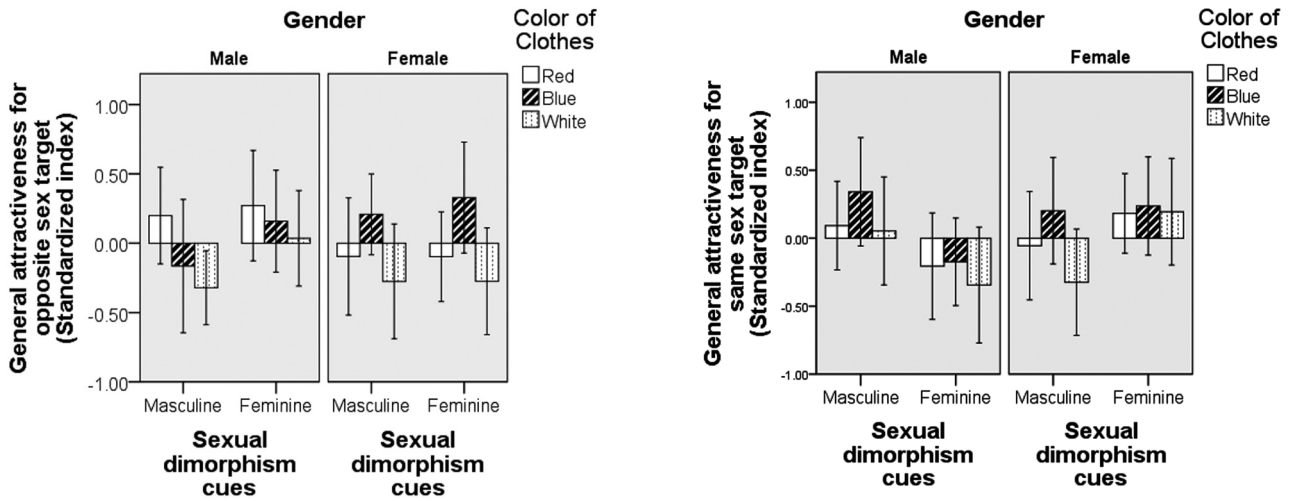 Gender
Male
Female
Color of
Clothes
Red
Blue
White
General attractiveness for
opposite sex target
(Standardized index)
1.00
0.50
0.00
-0.50
-1.00
Masculine
Feminine
Masculine
Feminine
Sexual
dimorphism
cues
Sexual
dimorphism
cues
Gender
Male
Female
Color of
Clothes
Red
Blue
White
General attractiveness for
same sex target
(Standardized index)
1.00
0.50
0.00
-0.50
-1.00
Masculine
Feminine
Masculine
Feminine
Sexual
dimorphism
cues
Sexual
dimorphism
cues